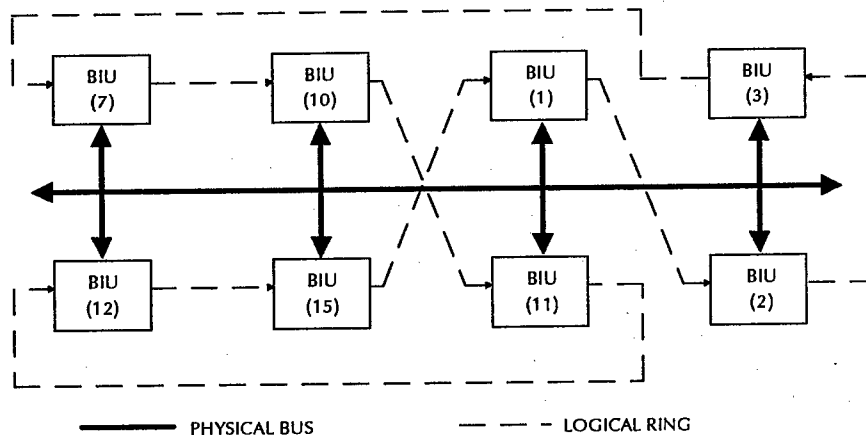 BIU
(7)
BIU
(10)
BIU
(1)
BIU
(3)
BIU
(12)
BIU
(15)
BIU
(11)
BIU
(2)
PHYSICAL BUS
LOGICAL RING